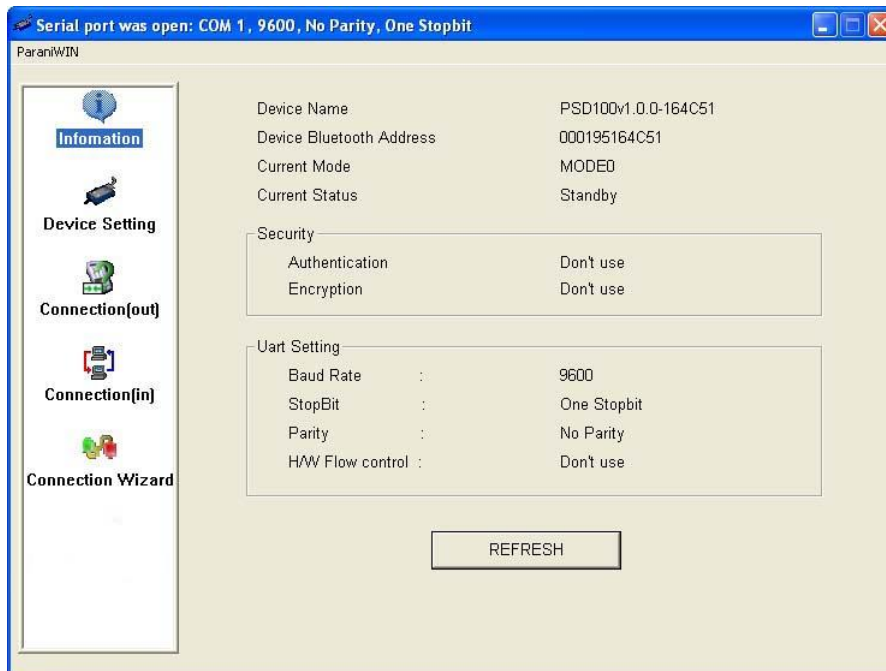 Serial port was open: COM 1, 9600, No Parity, One Stopbit
ParaniWIN
Infomation
Device Setting
Connection(out)
Connection(in)
Connection Wizard
Device Name PSD100v1.0.0-164C51
Device Bluetooth Address 000195164C51
Current Mode MODE0
Current Status Standby
Security
Authentication Don't use
Encryption Don't use
Uart Setting
Baud Rate : 9600
StopBit : One Stopbit
Parity : No Parity
H/W Flow control : Don't use
REFRESH